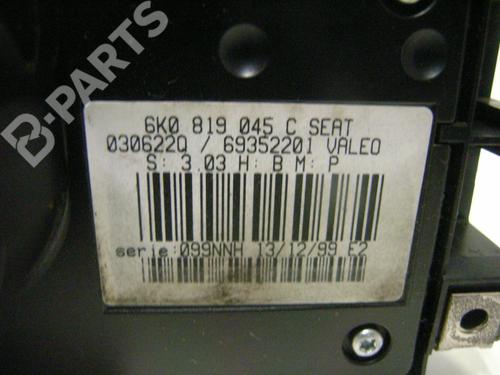 B-PARTS
6K0 819 045 C SEAT
030622Q / 69352201 VALEO
S: 3.03 H: B M: P
serie:099NNH 13/12/99 E2